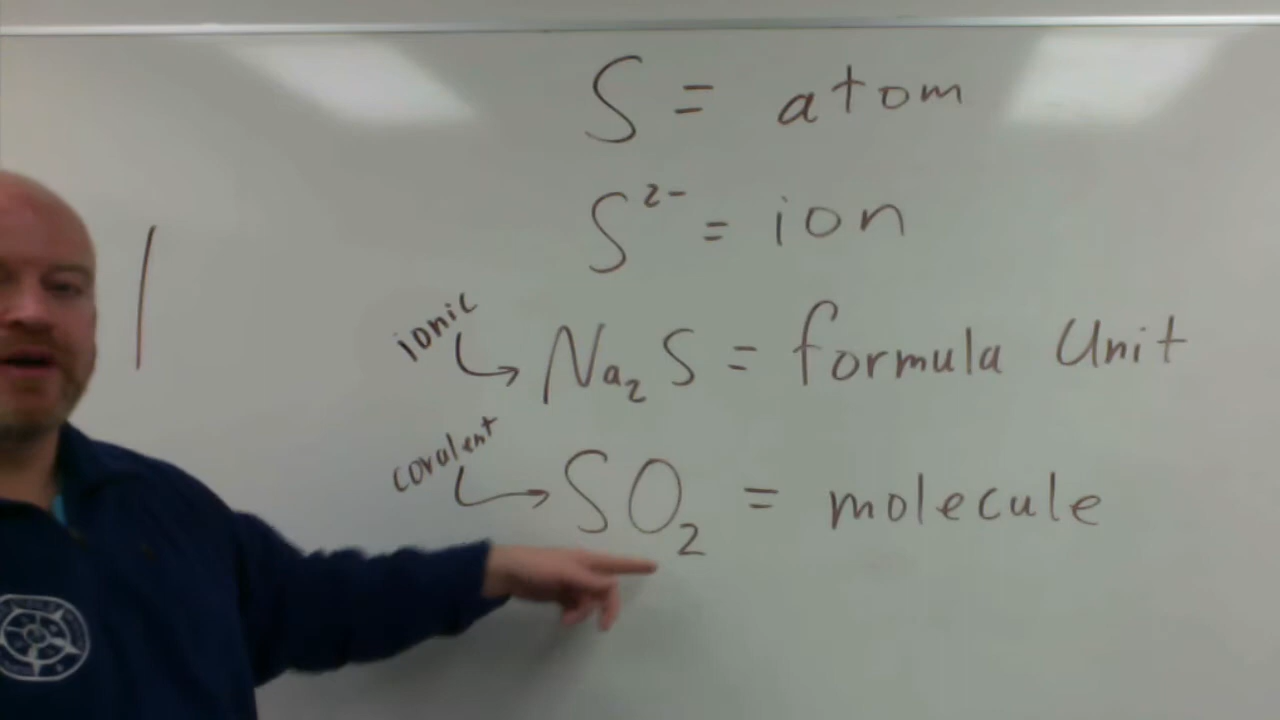 S = atom
S²⁻ = ion
ionic
Na₂S = formula Unit
covalent
SO₂ = molecule